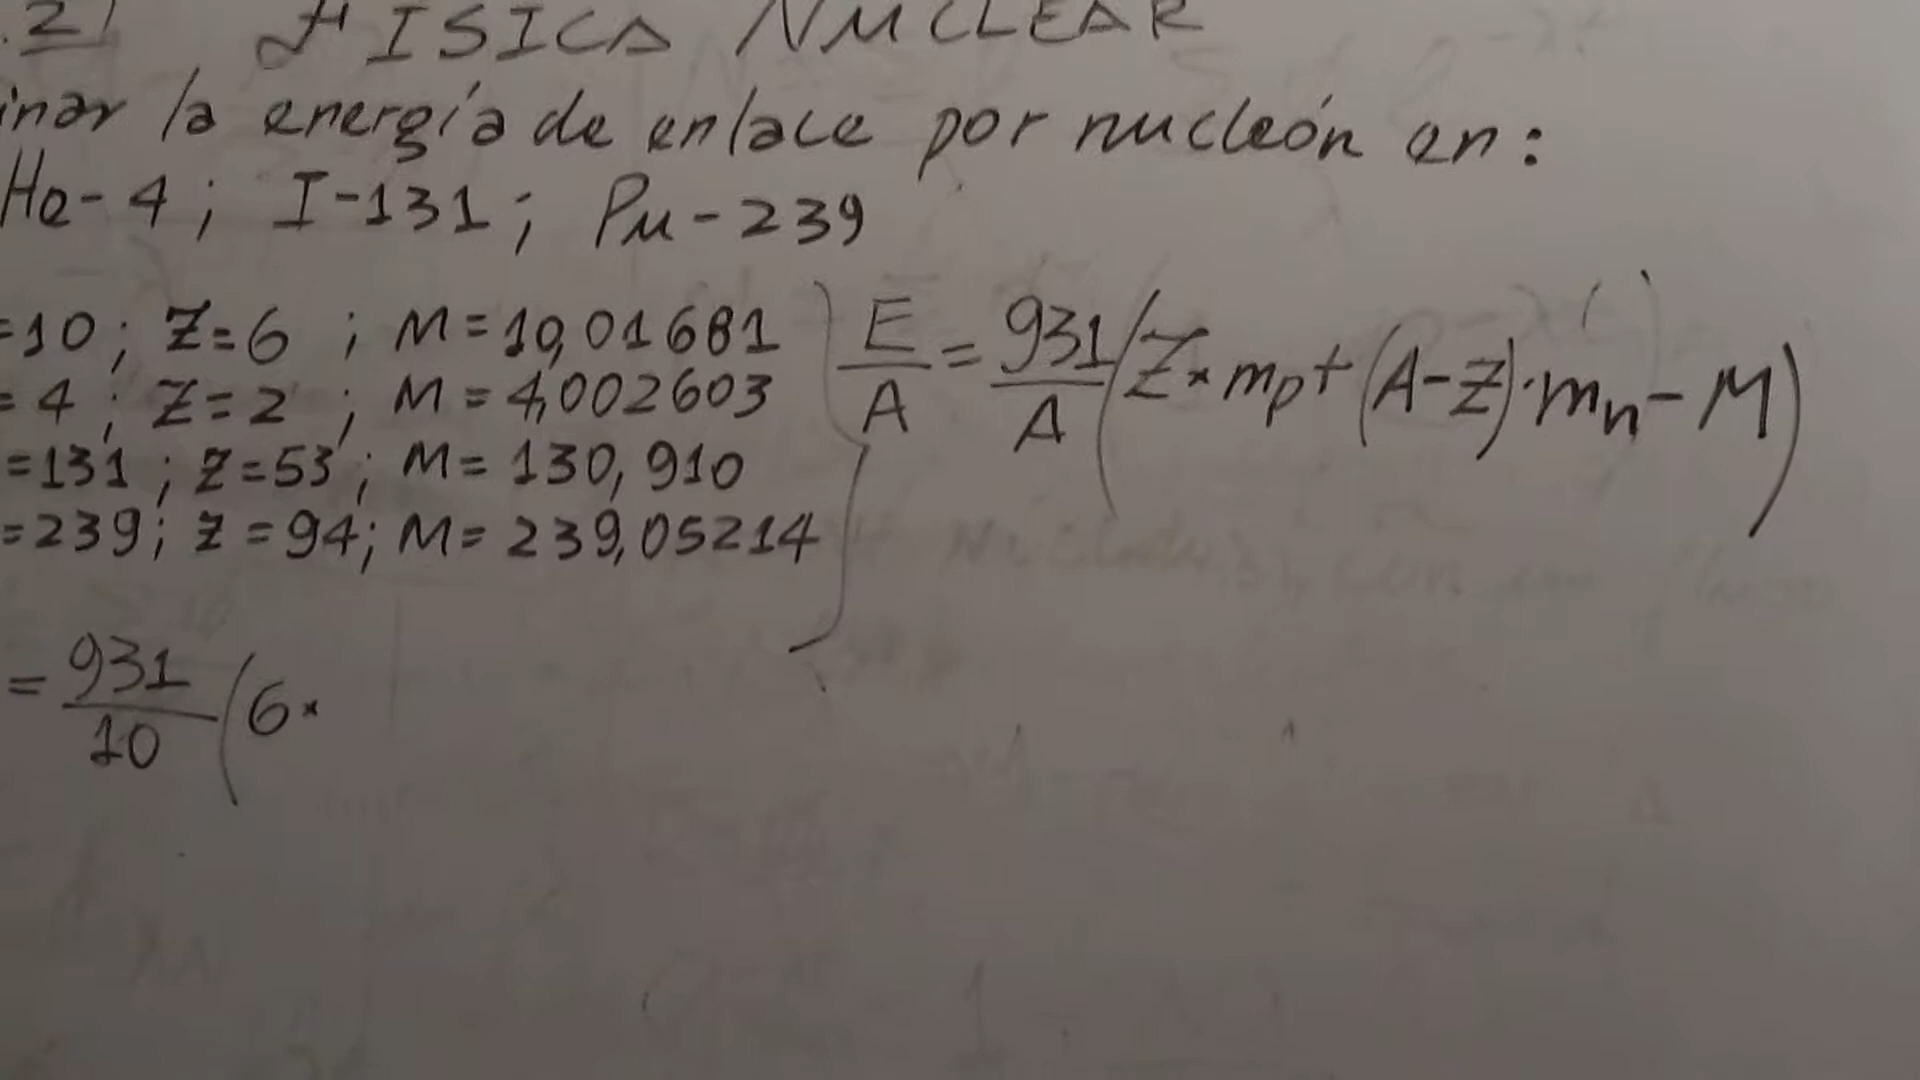 2) FISICA NUCLEAR
inar la energía de enlace por nucleón en:
He-4; I-131; Pu-239
=10; Z=6; M=10,01681
=4; Z=2; M=4,002603
=131; Z=53; M=130,910
=239; Z=94; M=239,05214
E/A = 931/A (Z*mp+(A-Z)·mn-M)
= 931/10 (6*